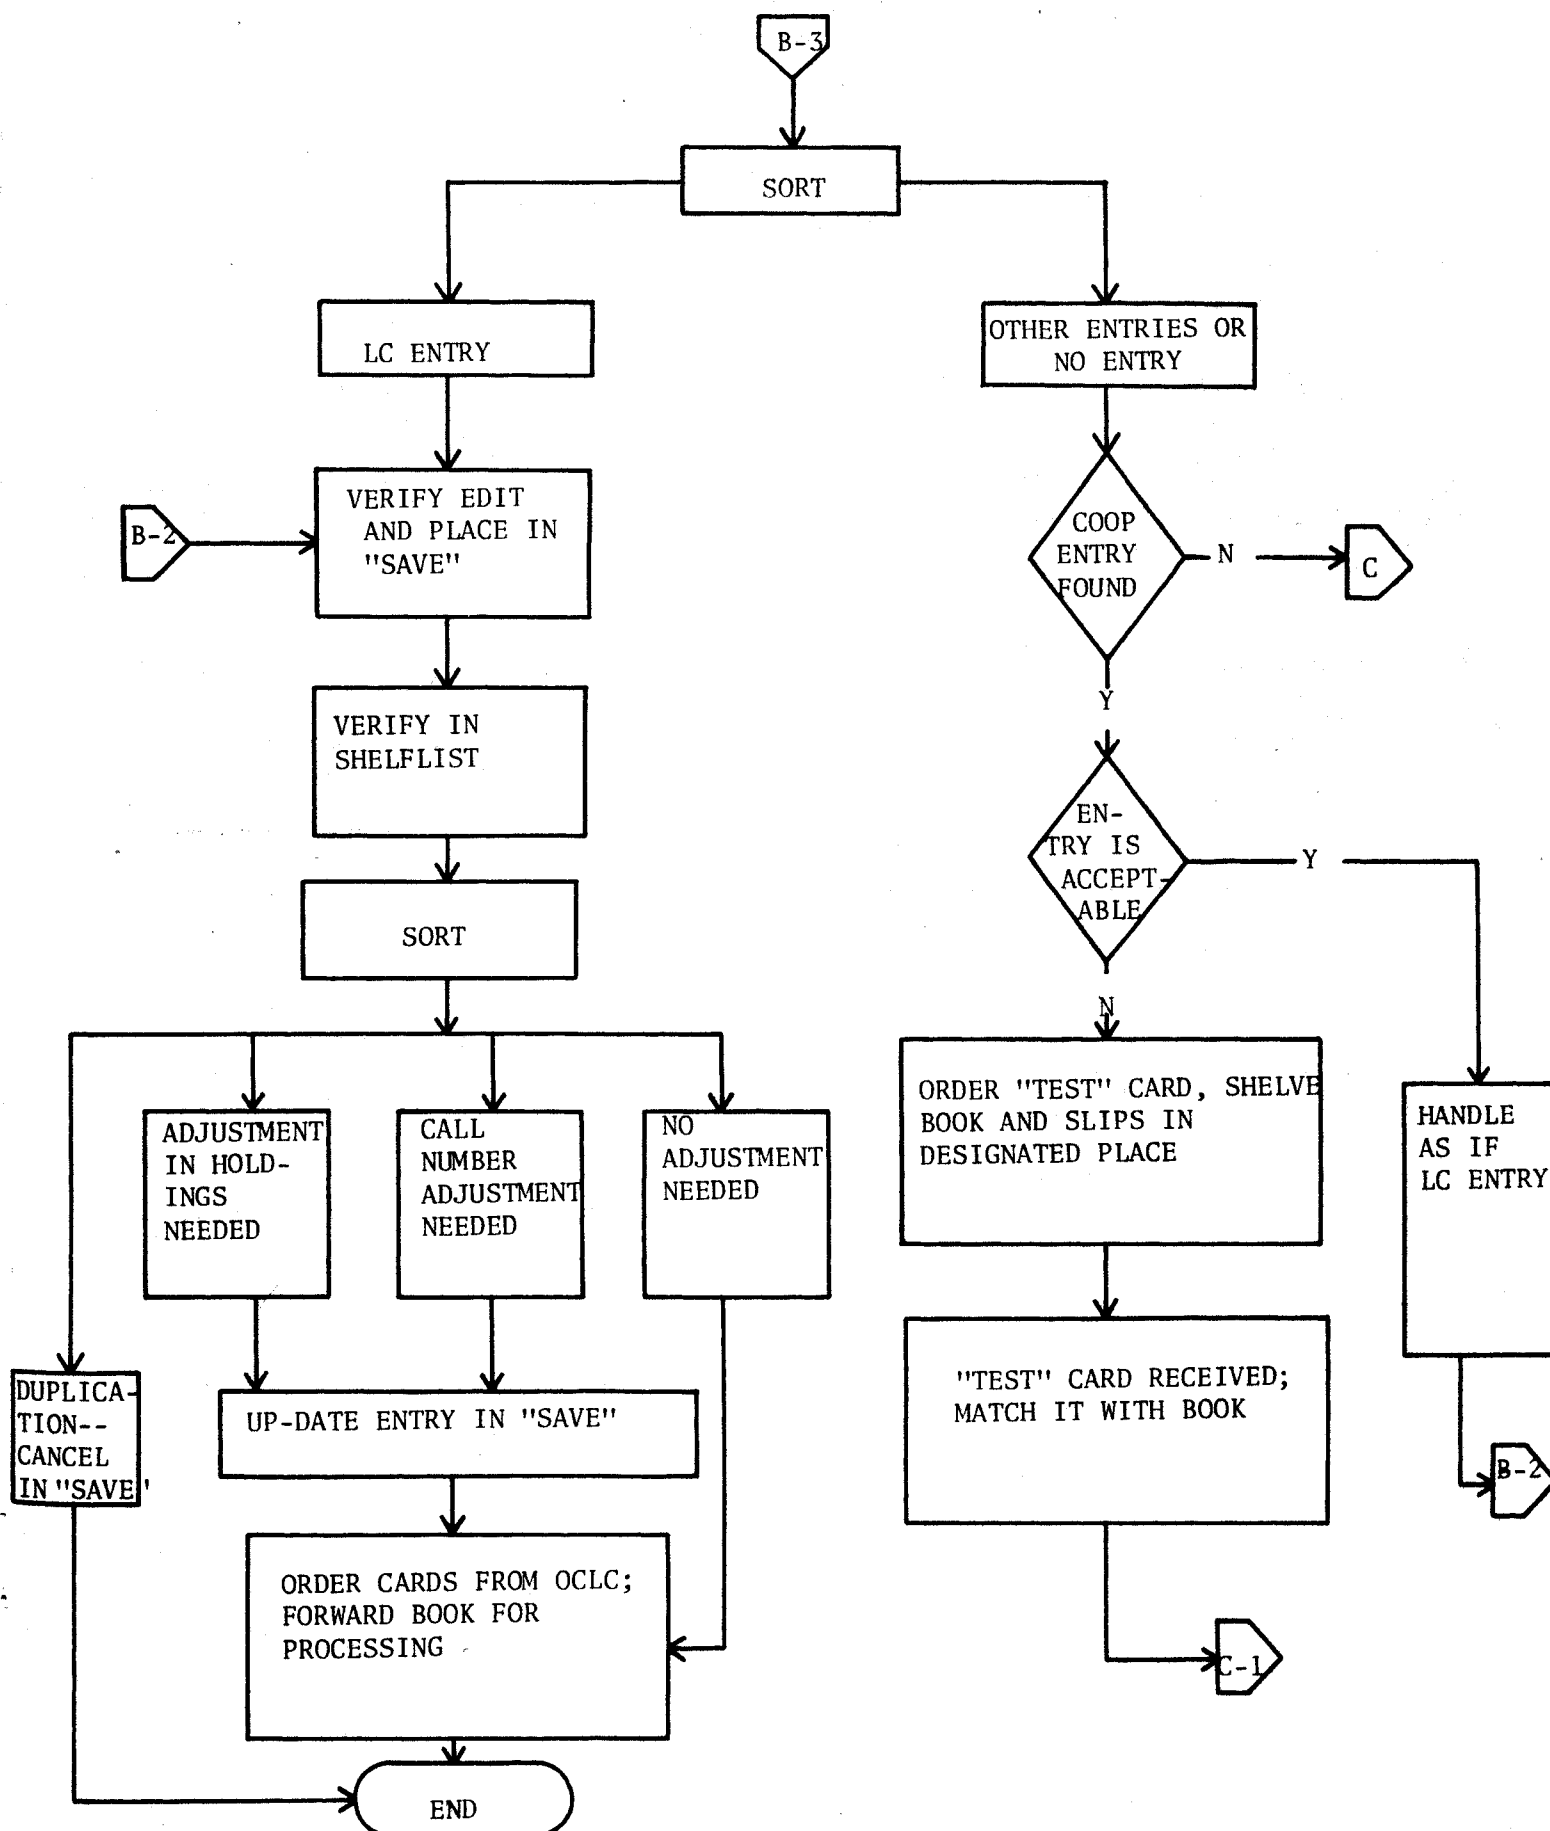 B-3
SORT
LC ENTRY
OTHER ENTRIES OR
NO ENTRY
VERIFY EDIT
AND PLACE IN
"SAVE"
B-2
COOP
ENTRY
FOUND
N
C
Y
VERIFY IN
SHELFLIST
EN-
TRY IS
ACCEPT-
ABLE
Y
SORT
N
ORDER "TEST" CARD, SHELVE
BOOK AND SLIPS IN
DESIGNATED PLACE
HANDLE
AS IF
LC ENTRY
ADJUSTMENT
IN HOLD-
INGS
NEEDED
CALL
NUMBER
ADJUSTMENT
NEEDED
NO
ADJUSTMENT
NEEDED
"TEST" CARD RECEIVED;
MATCH IT WITH BOOK
DUPLICA-
TION--
CANCEL
IN "SAVE"
UP-DATE ENTRY IN "SAVE"
B-2
ORDER CARDS FROM OCLC;
FORWARD BOOK FOR
PROCESSING
C-1
END